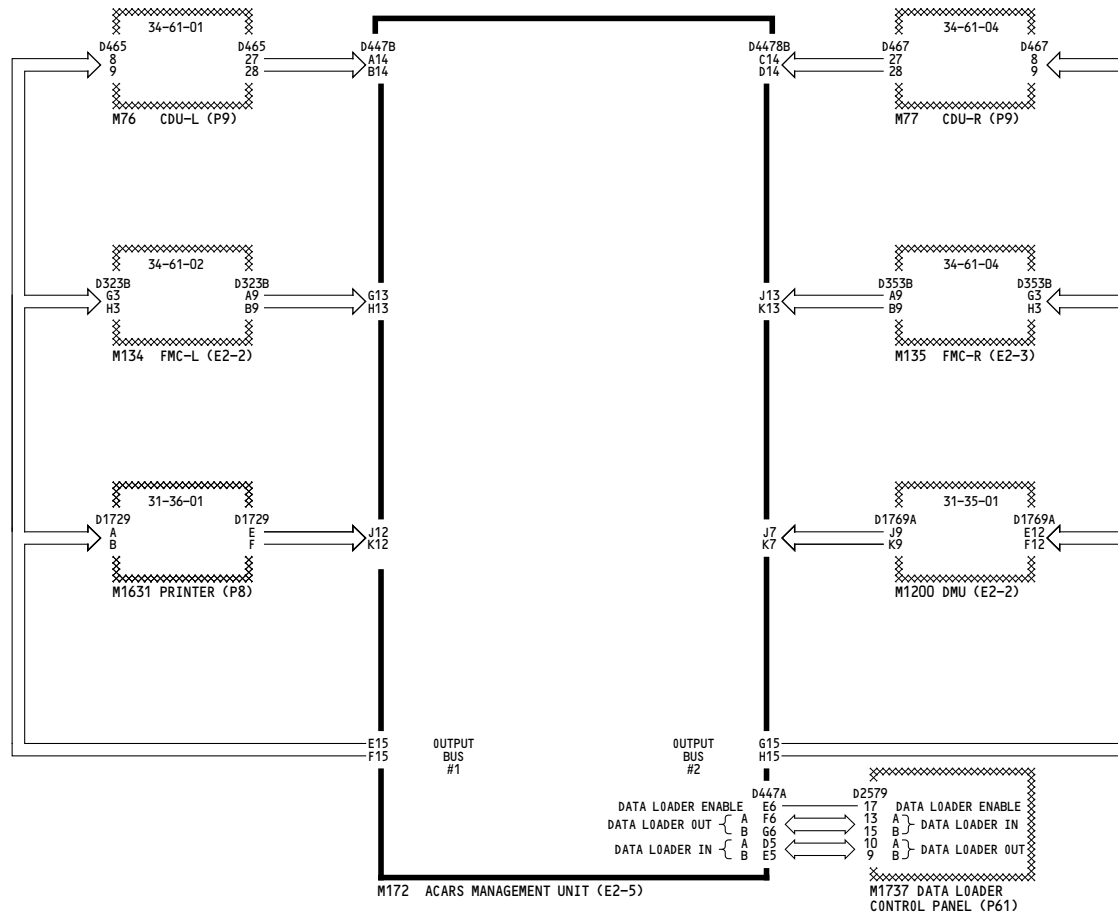 34-61-01
D465 D465
8 27
9 28
M76 CDU-L (P9)
D447B
A14
B14
D4478B
C14
D14
34-61-04
D467 D467
27 8
28 9
M77 CDU-R (P9)
34-61-02
D323B D323B
G3 A9
H3 B9
M134 FMC-L (E2-2)
G13
H13
J13
K13
34-61-04
D353B D353B
A9 G3
B9 H3
M135 FMC-R (E2-3)
31-36-01
D1729 D1729
A E
B F
M1631 PRINTER (P8)
J12
K12
J7
K7
31-35-01
D1769A D1769A
J9 E12
K9 F12
M1200 DMU (E2-2)
E15
F15
OUTPUT
BUS
#1
OUTPUT
BUS
#2
G15
H15
D447A D2579
DATA LOADER ENABLE E6 17 DATA LOADER ENABLE
DATA LOADER OUT { A F6 13 A } DATA LOADER IN
B G6 15 B
DATA LOADER IN { A D5 10 A } DATA LOADER OUT
B E5 9 B
M172 ACARS MANAGEMENT UNIT (E2-5)
M1737 DATA LOADER
CONTROL PANEL (P61)